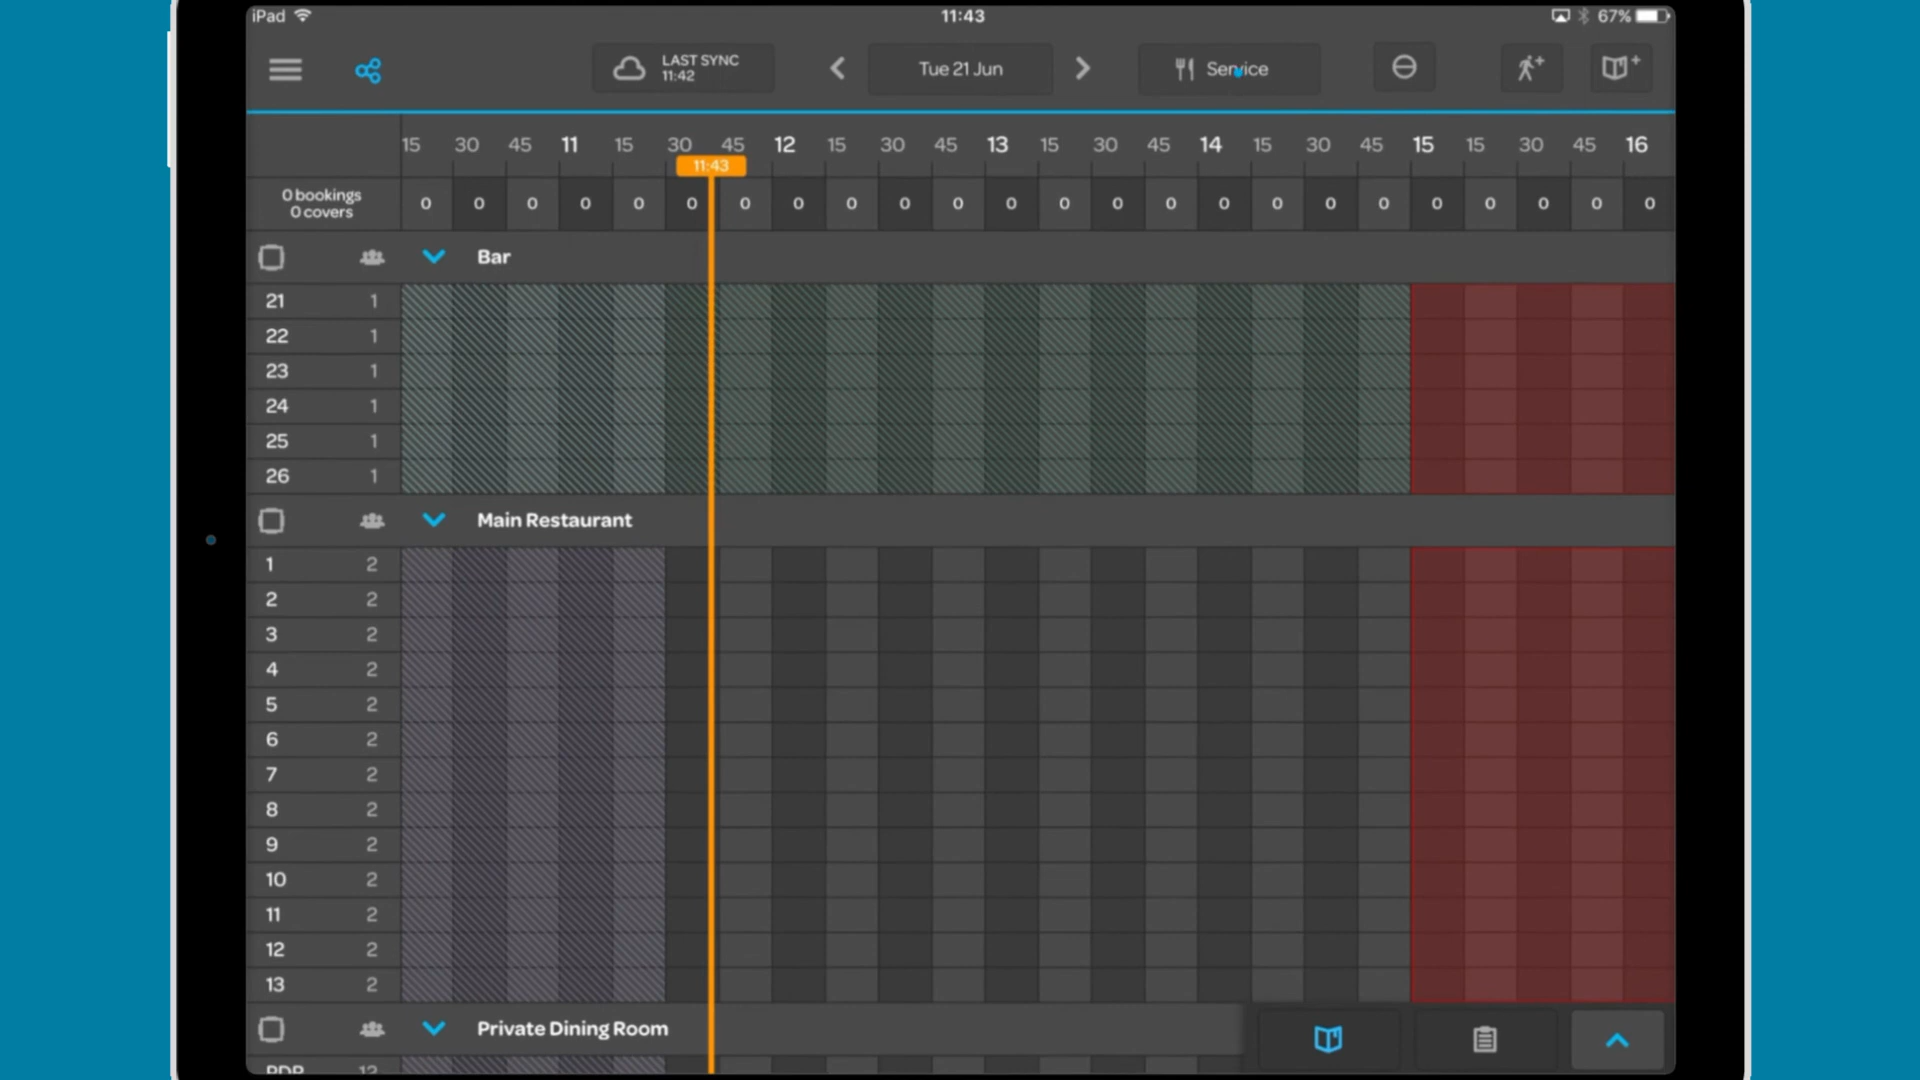 iPad 11:43 67%
LAST SYNC
11:42
Tue 21 Jun
Service
15 30 45 11 15 30 45 12 15 30 45 13 15 30 45 14 15 30 45 15 15 30 45 16
11:43
0 bookings
0 covers
0 0 0 0 0 0 0 0 0 0 0 0 0 0 0 0 0 0 0 0 0 0 0 0
Bar
21 1
22 1
23 1
24 1
25 1
26 1
Main Restaurant
1 2
2 2
3 2
4 2
5 2
6 2
7 2
8 2
9 2
10 2
11 2
12 2
13 2
Private Dining Room
PDR 12